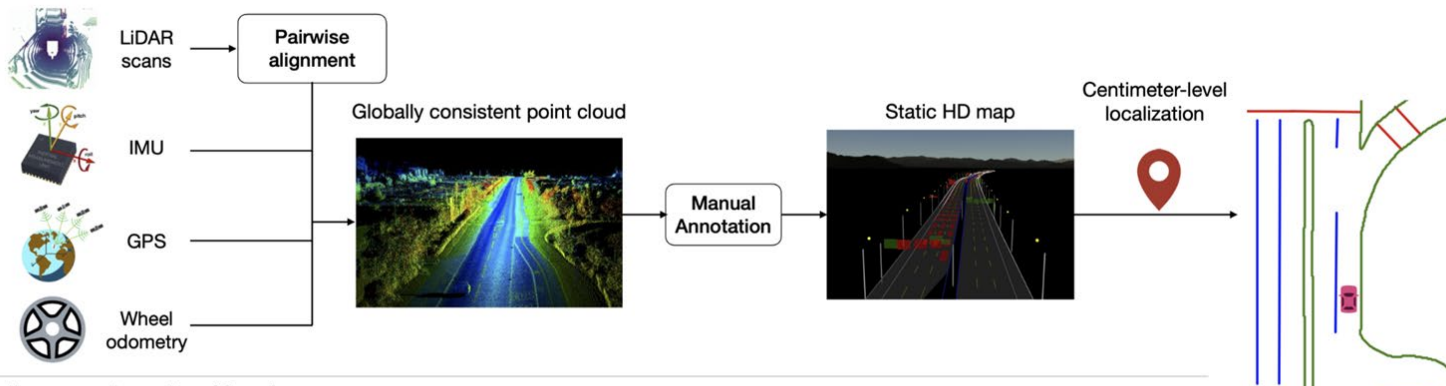 LiDAR
scans
Pairwise
alignment
IMU
GPS
Wheel
odometry
Globally consistent point cloud
Manual
Annotation
Static HD map
Centimeter-level
localization